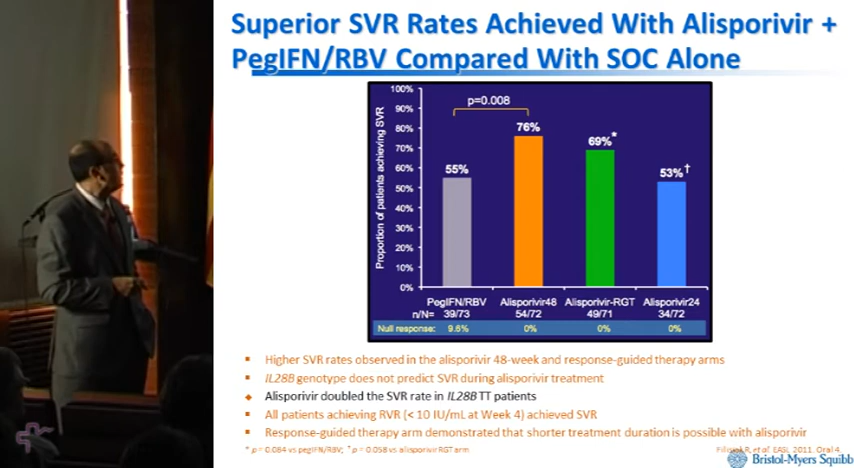 Superior SVR Rates Achieved With Alisporivir +
PegIFN/RBV Compared With SOC Alone
Proportion of patients achieving SVR
100%
90%
80%
70%
60%
50%
40%
30%
20%
10%
0%
p=0.008
55%
76%
69%*
53%†
PegIFN/RBV Alisporivir48 Alisporivir-RGT Alisporivir24
n/N= 39/73 54/72 49/71 34/72
Null response: 9.6% 0% 0% 0%
▪ Higher SVR rates observed in the alisporivir 48-week and response-guided therapy arms
▪ IL28B genotype does not predict SVR during alisporivir treatment
◆ Alisporivir doubled the SVR rate in IL28B TT patients
▪ All patients achieving RVR (< 10 IU/mL at Week 4) achieved SVR
▪ Response-guided therapy arm demonstrated that shorter treatment duration is possible with alisporivir
* p = 0.084 vs pegIFN/RBV; † p = 0.058 vs alisporivir RGT arm
R, et al. EASL 2011. Oral 4.
Bristol-Myers Squibb